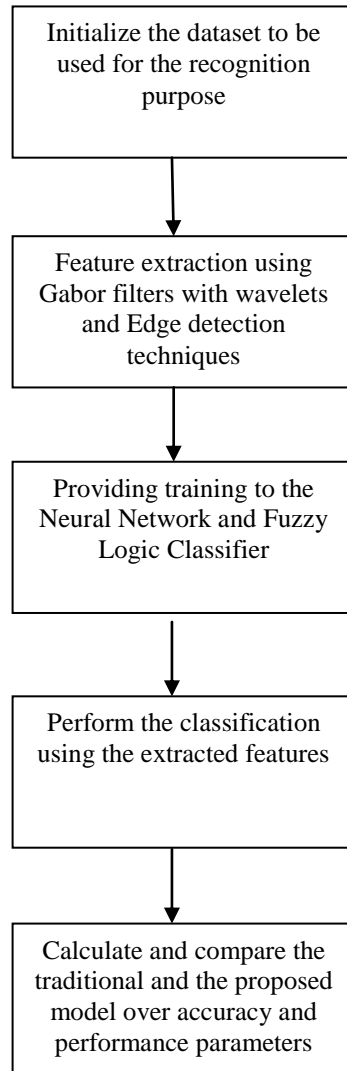 Initialize the dataset to be
used for the recognition
purpose
Feature extraction using
Gabor filters with wavelets
and Edge detection
techniques
Providing training to the
Neural Network and Fuzzy
Logic Classifier
Perform the classification
using the extracted features
Calculate and compare the
traditional and the proposed
model over accuracy and
performance parameters